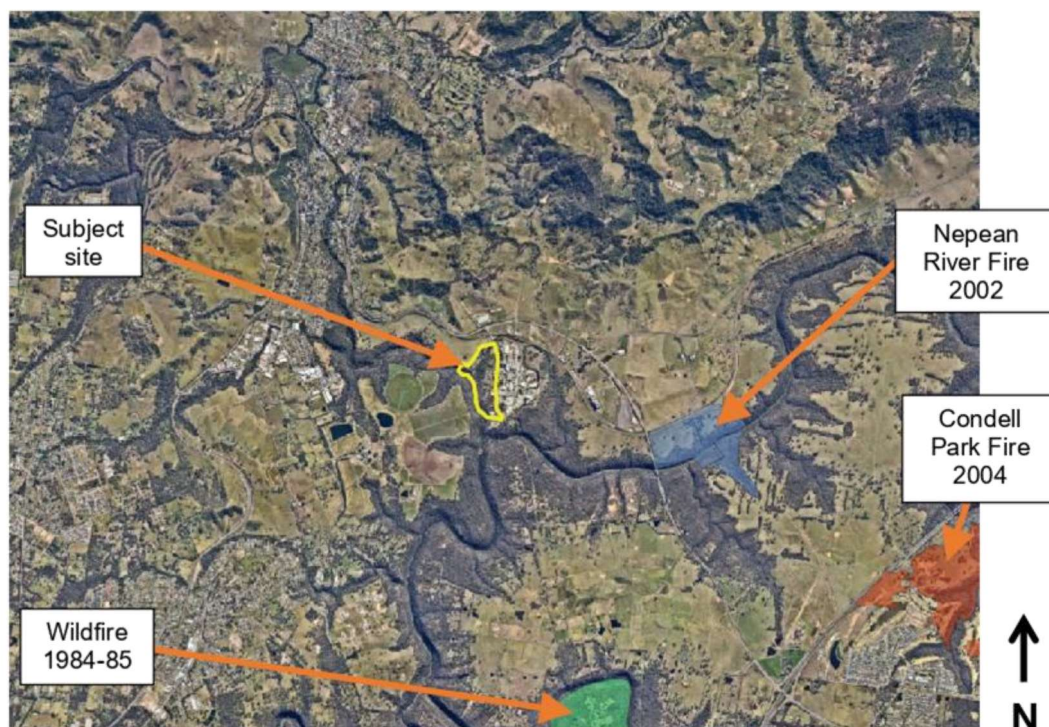 Subject
site
Nepean
River Fire
2002
Condell
Park Fire
2004
Wildfire
1984-85
N